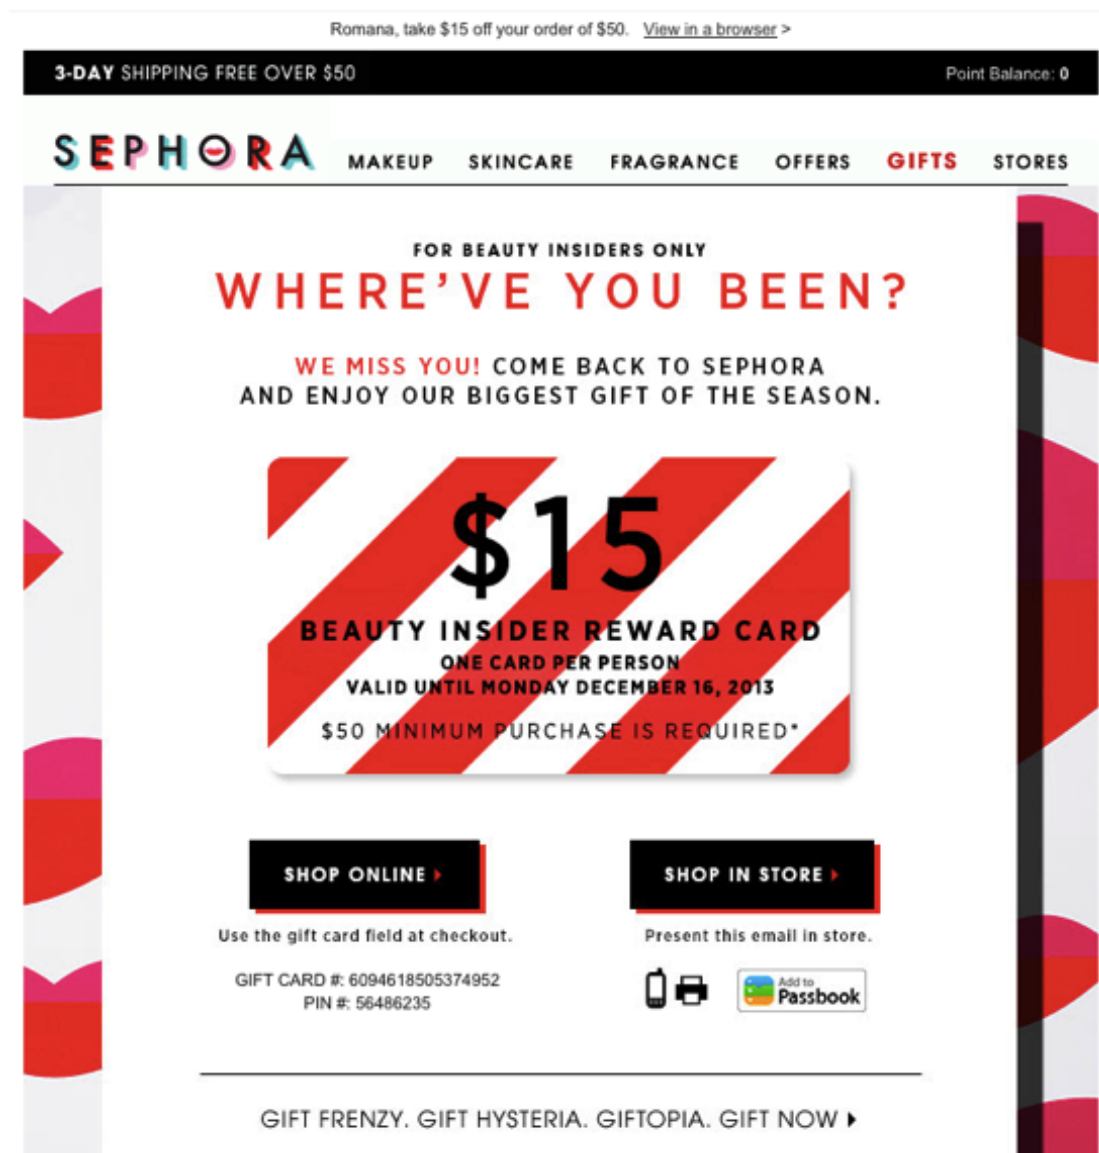 Romana, take $15 off your order of $50. View in a browser >
3-DAY SHIPPING FREE OVER $50
Point Balance: 0
SEPHORA
MAKEUP SKINCARE FRAGRANCE OFFERS GIFTS STORES
FOR BEAUTY INSIDERS ONLY
WHERE'VE YOU BEEN?
WE MISS YOU! COME BACK TO SEPHORA
AND ENJOY OUR BIGGEST GIFT OF THE SEASON.
$15
BEAUTY INSIDER REWARD CARD
ONE CARD PER PERSON
VALID UNTIL MONDAY DECEMBER 16, 2013
$50 MINIMUM PURCHASE IS REQUIRED*
SHOP ONLINE
Use the gift card field at checkout.
GIFT CARD #: 6094618505374952
PIN #: 56486235
SHOP IN STORE
Present this email in store.
Add to
Passbook
GIFT FRENZY. GIFT HYSTERIA. GIFTOPIA. GIFT NOW